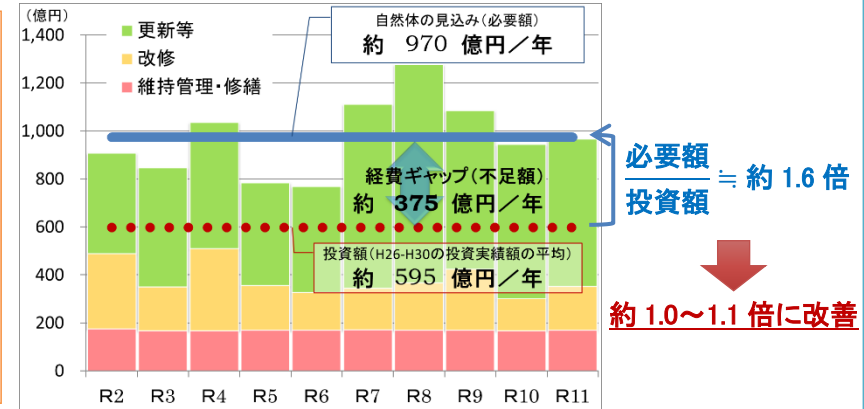 （億円）
1,400
1,200
1,000
800
600
400
200
0
更新等
改修
維持管理・修繕
自然体の見込み（必要額）
約 970 億円／年
経費ギャップ（不足額）
約 375 億円／年
投資額（H26-H30の投資実績額の平均）
約 595 億円／年
R2 R3 R4 R5 R6 R7 R8 R9 R10 R11
必要額
投資額
≒ 約 1.6 倍
約 1.0～1.1 倍に改善